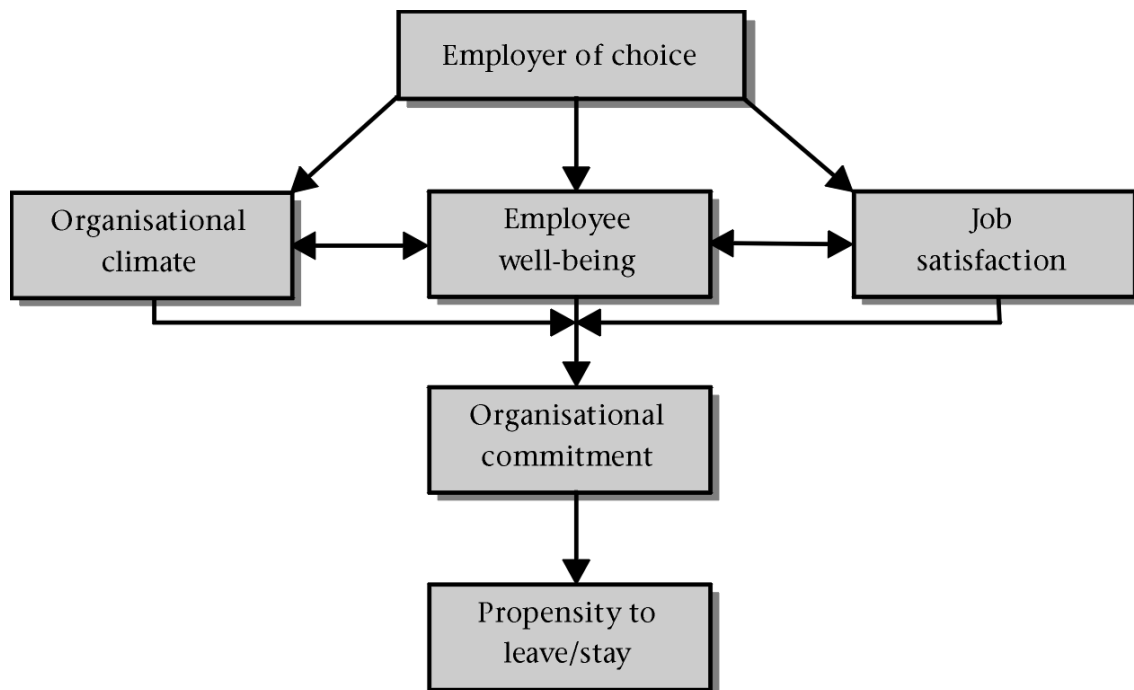 Employer of choice
Organisational
climate
Employee
well-being
Job
satisfaction
Organisational
commitment
Propensity to
leave/stay